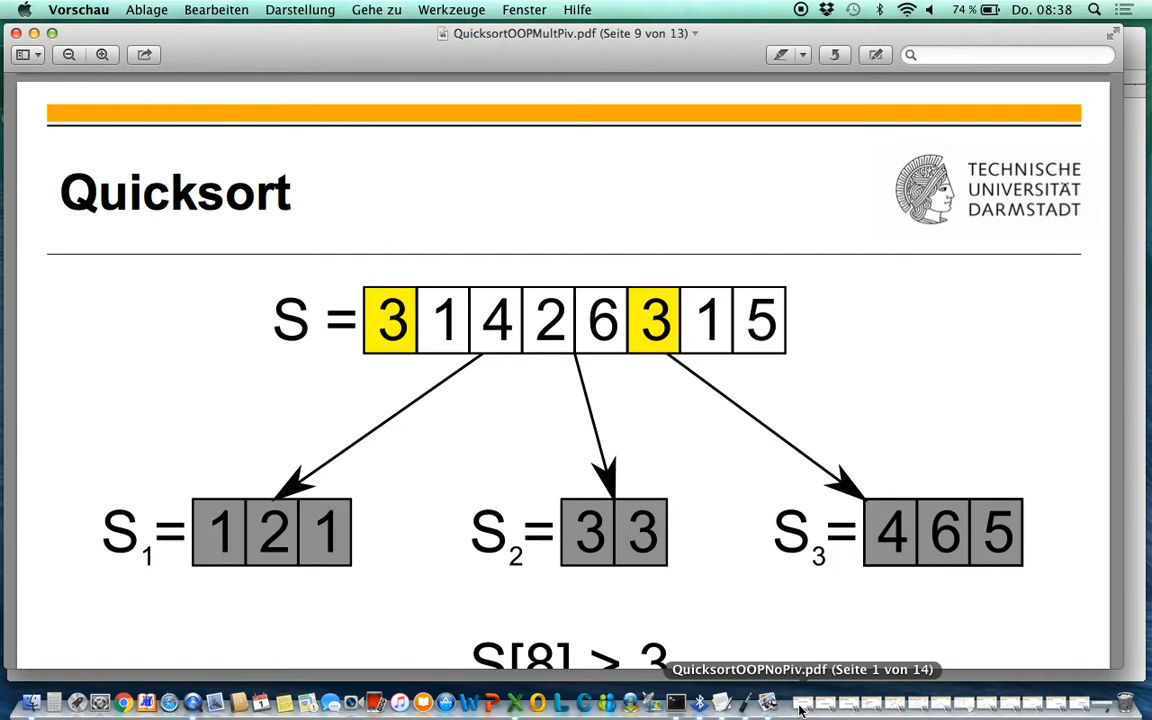 Vorschau Ablage Bearbeiten Darstellung Gehe zu Werkzeuge Fenster Hilfe 74 % Do. 08:38
QuicksortOOPMultPiv.pdf (Seite 9 von 13)
Quicksort
TECHNISCHE
UNIVERSITÄT
DARMSTADT
S = 3 1 4 2 6 3 1 5
S1= 1 2 1 S2= 3 3 S3= 4 6 5
S[8] > 3
QuicksortOOPNoPiv.pdf (Seite 1 von 14)